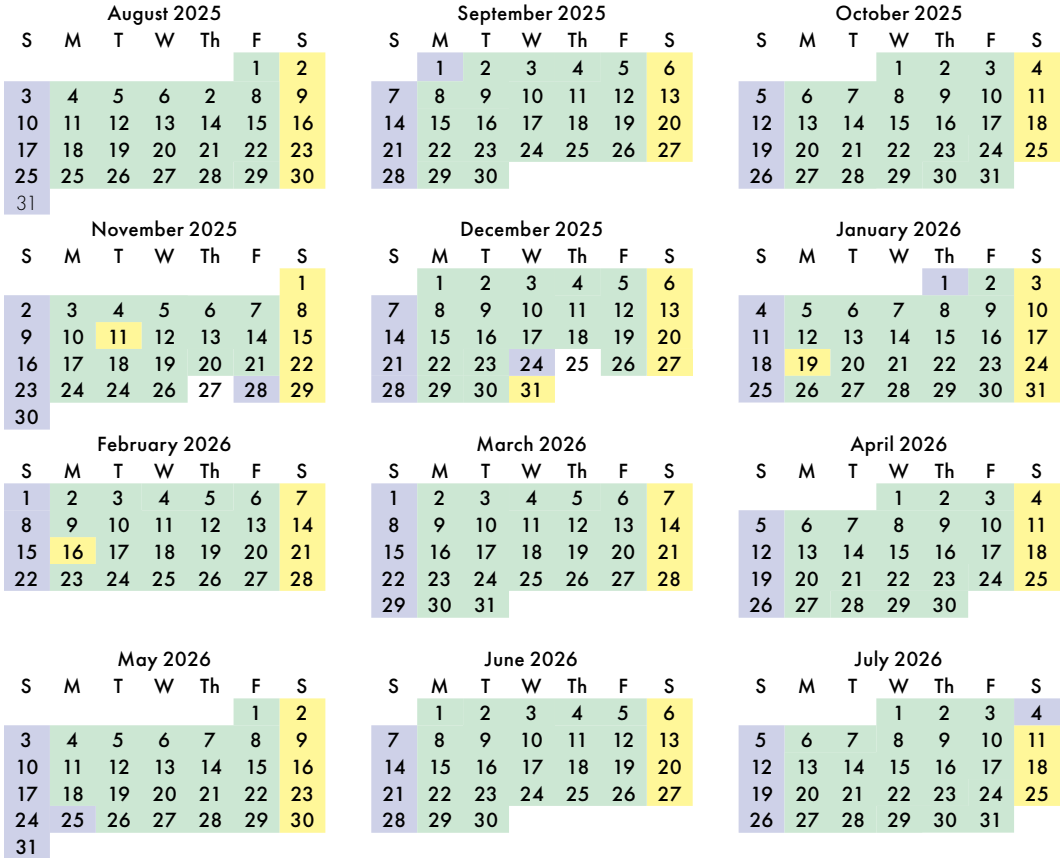 August 2025
S M T W Th F S
1 2
3 4 5 6 2 8 9
10 11 12 13 14 15 16
17 18 19 20 21 22 23
25 25 26 27 28 29 30
31
September 2025
S M T W Th F S
1 2 3 4 5 6
7 8 9 10 11 12 13
14 15 16 17 18 19 20
21 22 23 24 25 26 27
28 29 30
October 2025
S M T W Th F S
1 2 3 4
5 6 7 8 9 10 11
12 13 14 15 16 17 18
19 20 21 22 23 24 25
26 27 28 29 30 31
November 2025
S M T W Th F S
1
2 3 4 5 6 7 8
9 10 11 12 13 14 15
16 17 18 19 20 21 22
23 24 24 26 27 28 29
30
December 2025
S M T W Th F S
1 2 3 4 5 6
7 8 9 10 11 12 13
14 15 16 17 18 19 20
21 22 23 24 25 26 27
28 29 30 31
January 2026
S M T W Th F S
1 2 3
4 5 6 7 8 9 10
11 12 13 14 15 16 17
18 19 20 21 22 23 24
25 26 27 28 29 30 31
February 2026
S M T W Th F S
1 2 3 4 5 6 7
8 9 10 11 12 13 14
15 16 17 18 19 20 21
22 23 24 25 26 27 28
March 2026
S M T W Th F S
1 2 3 4 5 6 7
8 9 10 11 12 13 14
15 16 17 18 19 20 21
22 23 24 25 26 27 28
29 30 31
April 2026
S M T W Th F S
1 2 3 4
5 6 7 8 9 10 11
12 13 14 15 16 17 18
19 20 21 22 23 24 25
26 27 28 29 30
May 2026
S M T W Th F S
1 2
3 4 5 6 7 8 9
10 11 12 13 14 15 16
17 18 19 20 21 22 23
24 25 26 27 28 29 30
31
June 2026
S M T W Th F S
1 2 3 4 5 6
7 8 9 10 11 12 13
14 15 16 17 18 19 20
21 22 23 24 25 26 27
28 29 30
July 2026
S M T W Th F S
1 2 3 4
5 6 7 8 9 10 11
12 13 14 15 16 17 18
19 20 21 22 23 24 25
26 27 28 29 30 31